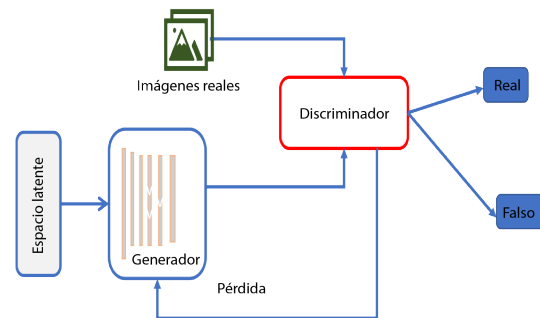 Imágenes reales
Discriminador
Real
Falso
Espacio latente
Generador
Pérdida